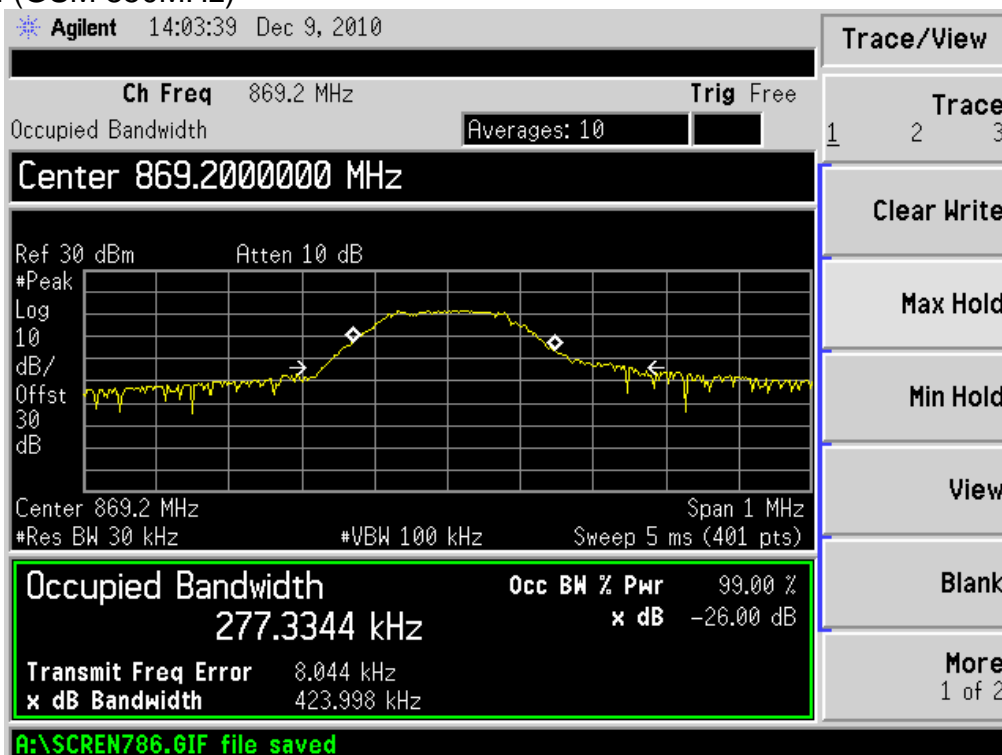 Agilent 14:03:39 Dec 9, 2010
Trace/View
Ch Freq 869.2 MHz Trig Free
Occupied Bandwidth Averages: 10
Trace
1 2 3
Center 869.2000000 MHz
Clear Write
Ref 30 dBm Atten 10 dB
#Peak
Log
10
dB/
Offst
30
dB
Max Hold
Min Hold
Center 869.2 MHz Span 1 MHz
#Res BW 30 kHz #VBW 100 kHz Sweep 5 ms (401 pts)
View
Occupied Bandwidth Occ BW % Pwr 99.00 %
277.3344 kHz x dB -26.00 dB
Blank
Transmit Freq Error 8.044 kHz
x dB Bandwidth 423.998 kHz
More
1 of 2
A:\SCREN786.GIF file saved